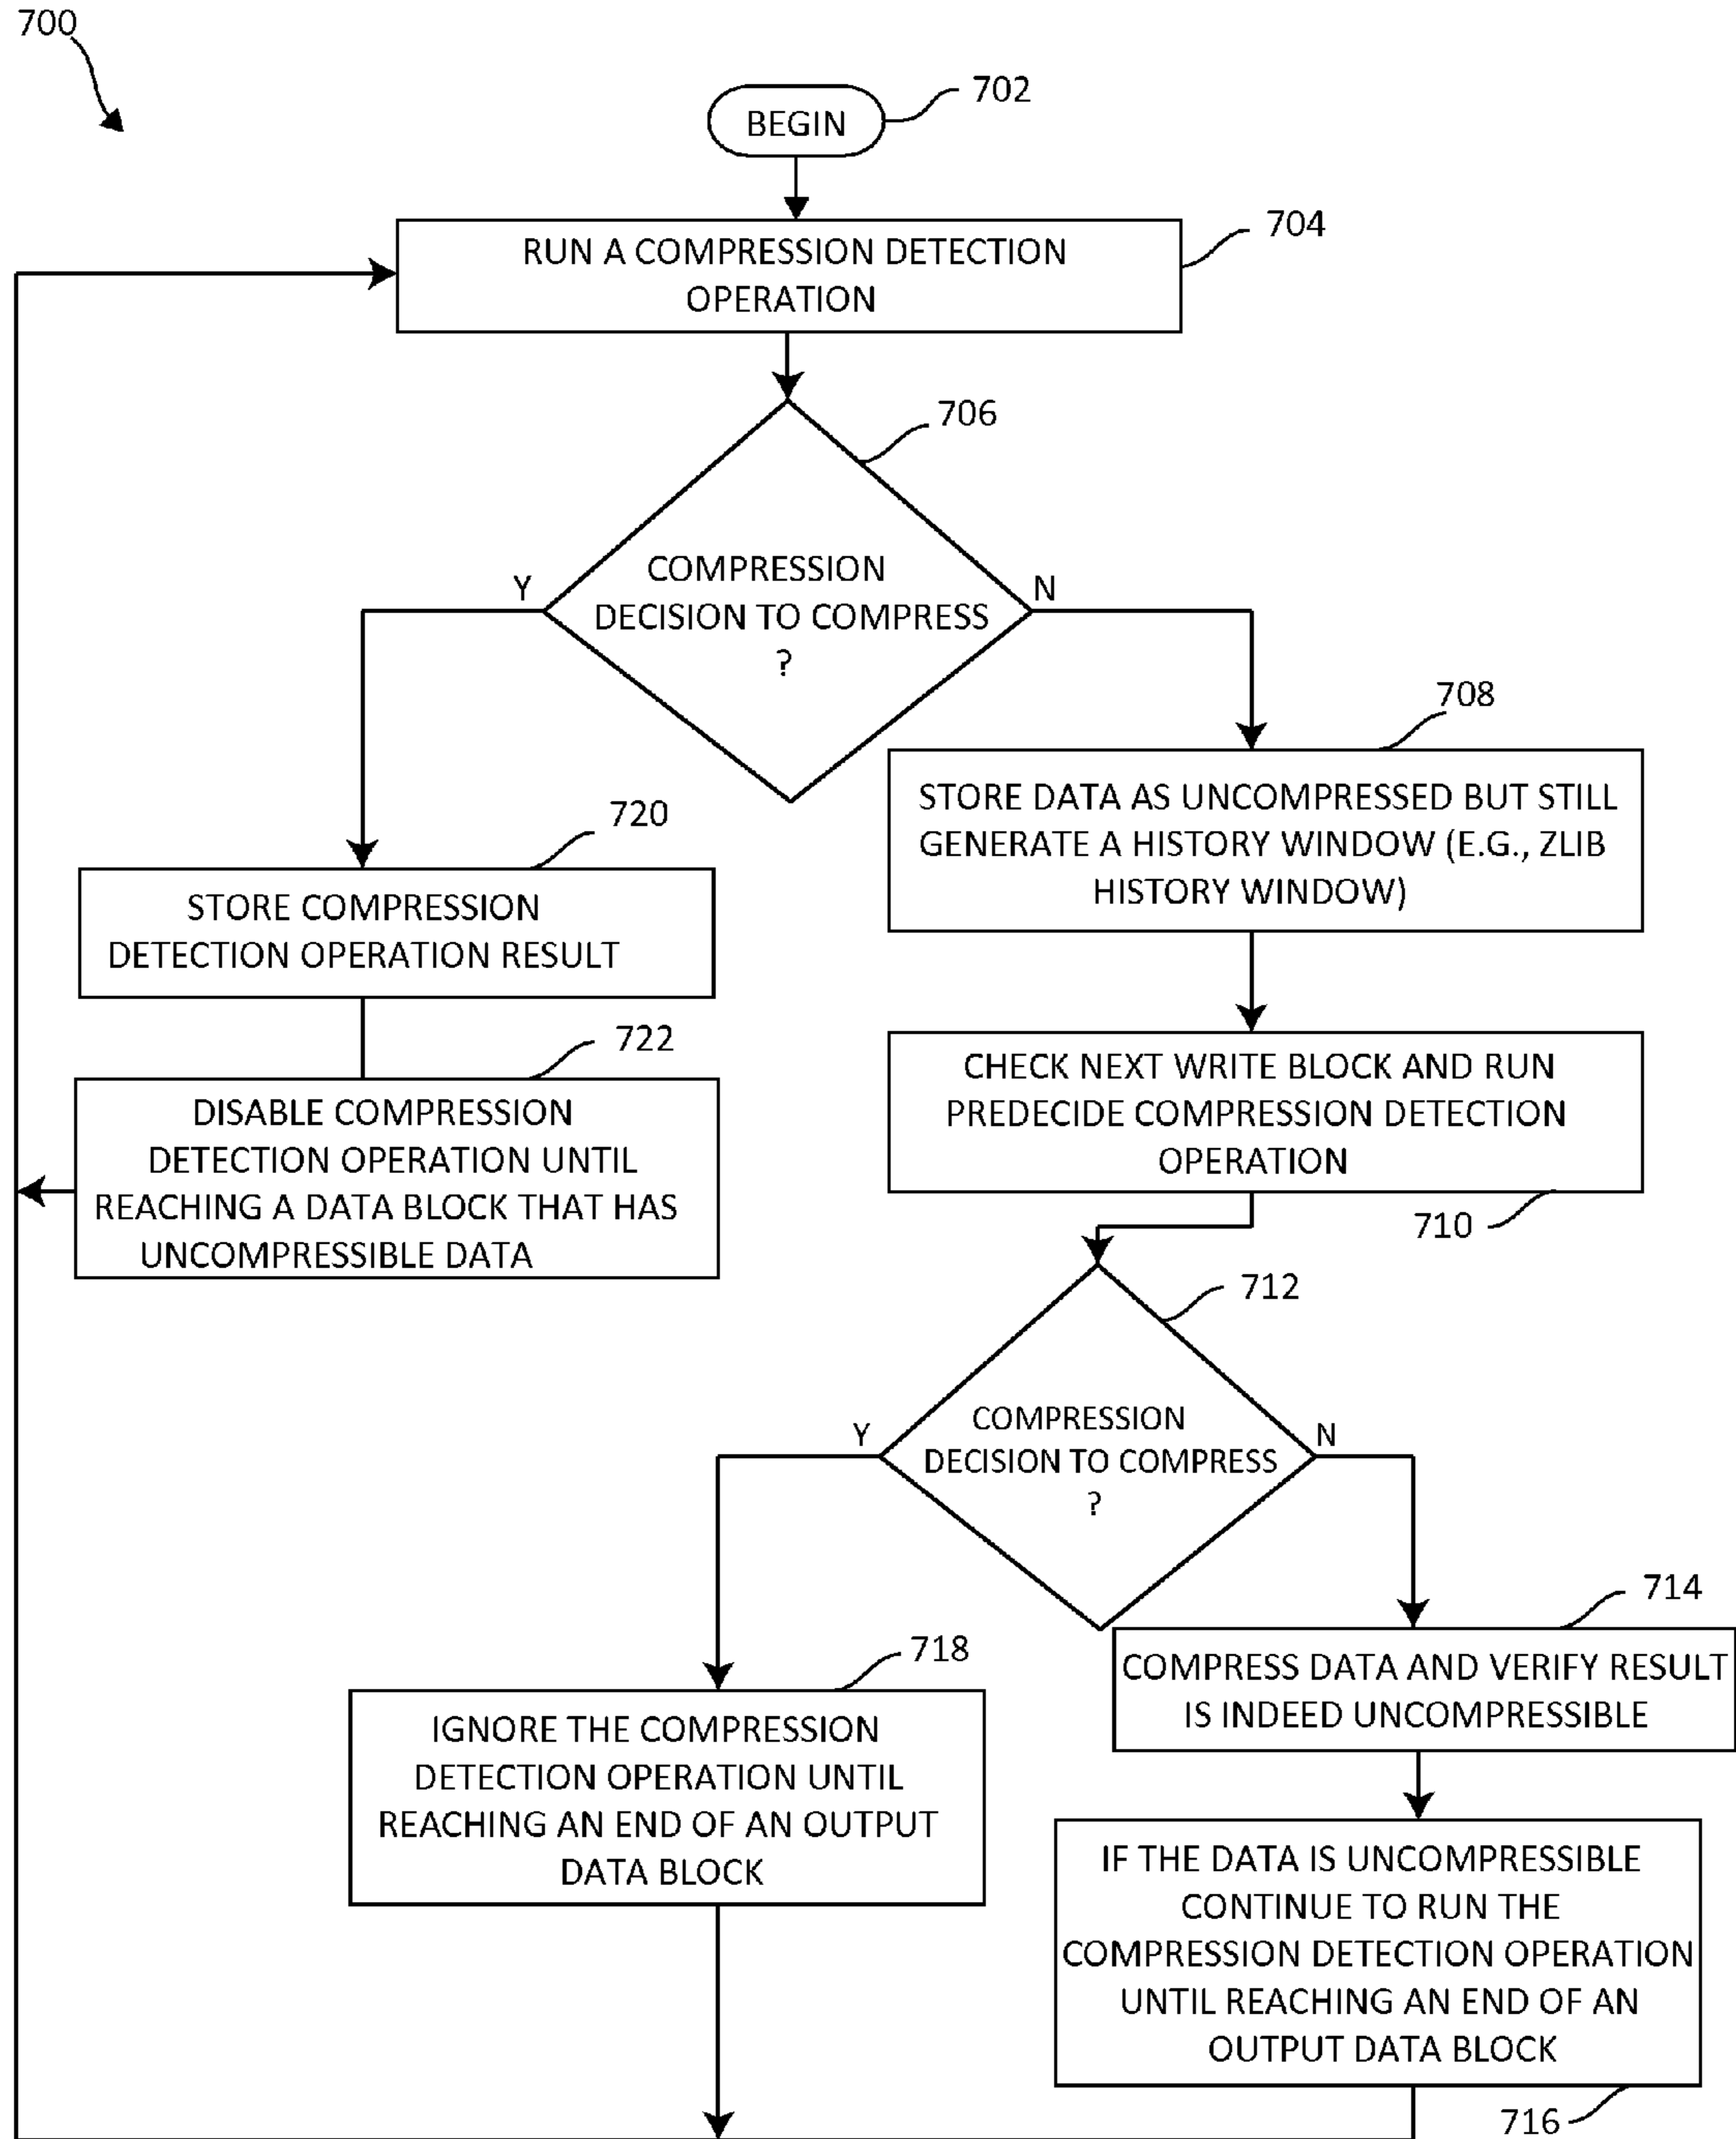 700
702
BEGIN
704
RUN A COMPRESSION DETECTION
OPERATION
706
COMPRESSION
DECISION TO COMPRESS
?
Y
N
708
STORE DATA AS UNCOMPRESSED BUT STILL
GENERATE A HISTORY WINDOW (E.G., ZLIB
HISTORY WINDOW)
720
STORE COMPRESSION
DETECTION OPERATION RESULT
722
DISABLE COMPRESSION
DETECTION OPERATION UNTIL
REACHING A DATA BLOCK THAT HAS
UNCOMPRESSIBLE DATA
CHECK NEXT WRITE BLOCK AND RUN
PREDECIDE COMPRESSION DETECTION
OPERATION
710
712
COMPRESSION
DECISION TO COMPRESS
?
Y
N
714
COMPRESS DATA AND VERIFY RESULT
IS INDEED UNCOMPRESSIBLE
718
IGNORE THE COMPRESSION
DETECTION OPERATION UNTIL
REACHING AN END OF AN OUTPUT
DATA BLOCK
IF THE DATA IS UNCOMPRESSIBLE
CONTINUE TO RUN THE
COMPRESSION DETECTION OPERATION
UNTIL REACHING AN END OF AN
OUTPUT DATA BLOCK
716